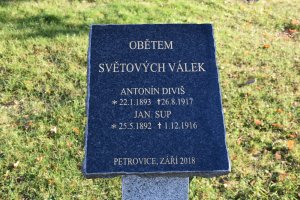 OBĚTEM
SVĚTOVÝCH VÁLEK
ANTONÍN DIVIŠ
* 22.1.1893 †26.8.1917
JAN SUP
* 25.5.1892 † 1.12.1916
PETROVICE, ZÁŘÍ 2018